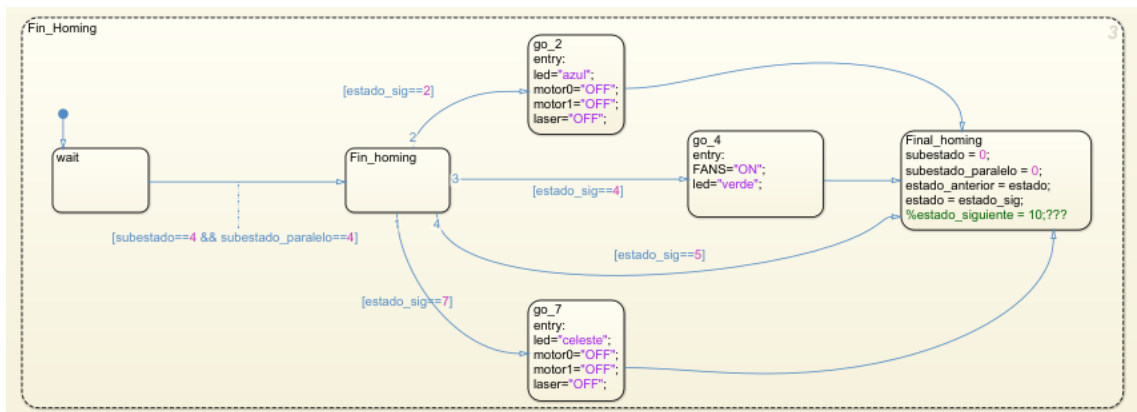 Fin_Homing
3
go_2
entry:
led="azul";
motor0="OFF";
motor1="OFF";
laser="OFF";
[estado_sig==2]
2
wait
Fin_homing
3
[estado_sig==4]
go_4
entry:
FANS="ON";
led="verde";
Final_homing
subestado = 0;
subestado_paralelo = 0;
estado_anterior = estado;
estado = estado_sig;
%estado_siguiente = 10;???
1
4
[subestado==4 && subestado_paralelo==4]
[estado_sig==5]
[estado_sig==7]
go_7
entry:
led="celeste";
motor0="OFF";
motor1="OFF";
laser="OFF";